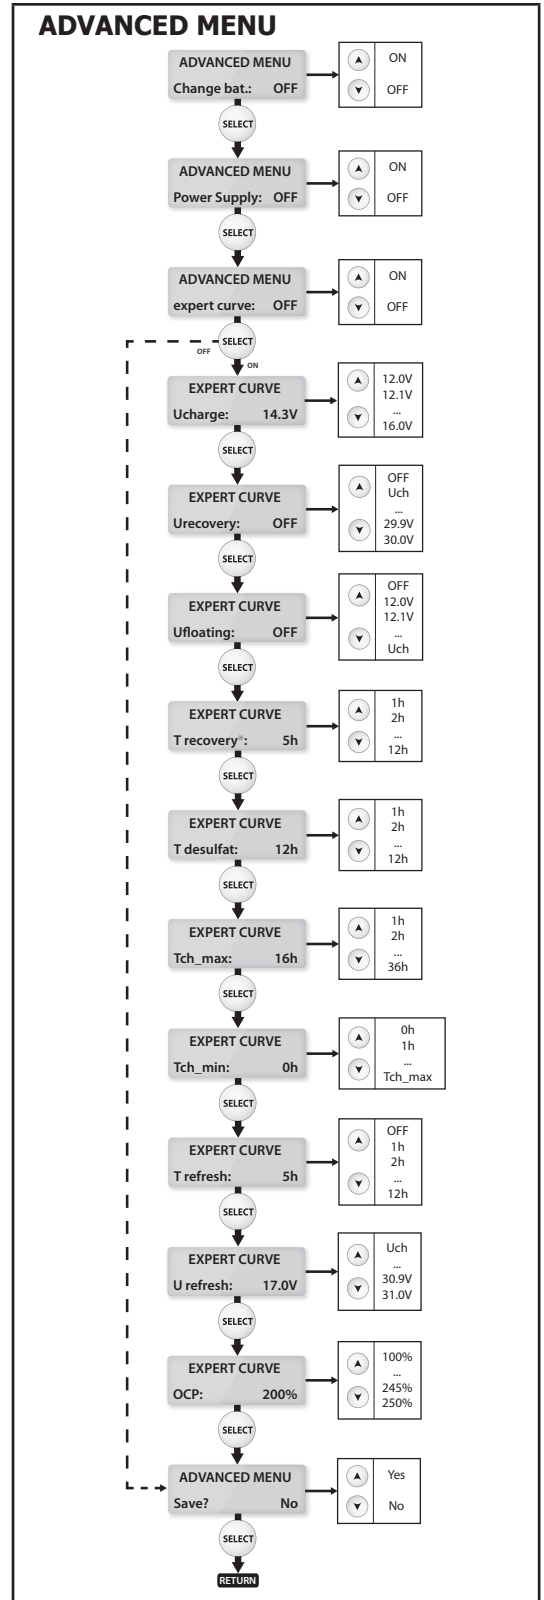 ADVANCED MENU
ADVANCED MENU
Change bat.: OFF
ON
OFF
SELECT
ADVANCED MENU
Power Supply: OFF
ON
OFF
SELECT
ADVANCED MENU
expert curve: OFF
ON
OFF
SELECT
OFF
ON
EXPERT CURVE
Ucharge: 14.3V
12.0V
12.1V
...
16.0V
SELECT
EXPERT CURVE
Urecovery: OFF
OFF
Uch
...
29.9V
30.0V
SELECT
EXPERT CURVE
Ufloating: OFF
OFF
12.0V
12.1V
...
Uch
SELECT
EXPERT CURVE
T recovery*: 5h
1h
2h
...
12h
SELECT
EXPERT CURVE
T desulfat: 12h
1h
2h
...
12h
SELECT
EXPERT CURVE
Tch_max: 16h
1h
2h
...
36h
SELECT
EXPERT CURVE
Tch_min: 0h
0h
1h
...
Tch_max
SELECT
EXPERT CURVE
T refresh: 5h
OFF
1h
2h
...
12h
SELECT
EXPERT CURVE
U refresh: 17.0V
Uch
...
30.9V
31.0V
SELECT
EXPERT CURVE
OCP: 200%
100%
...
245%
250%
SELECT
ADVANCED MENU
Save? No
Yes
No
SELECT
RETURN